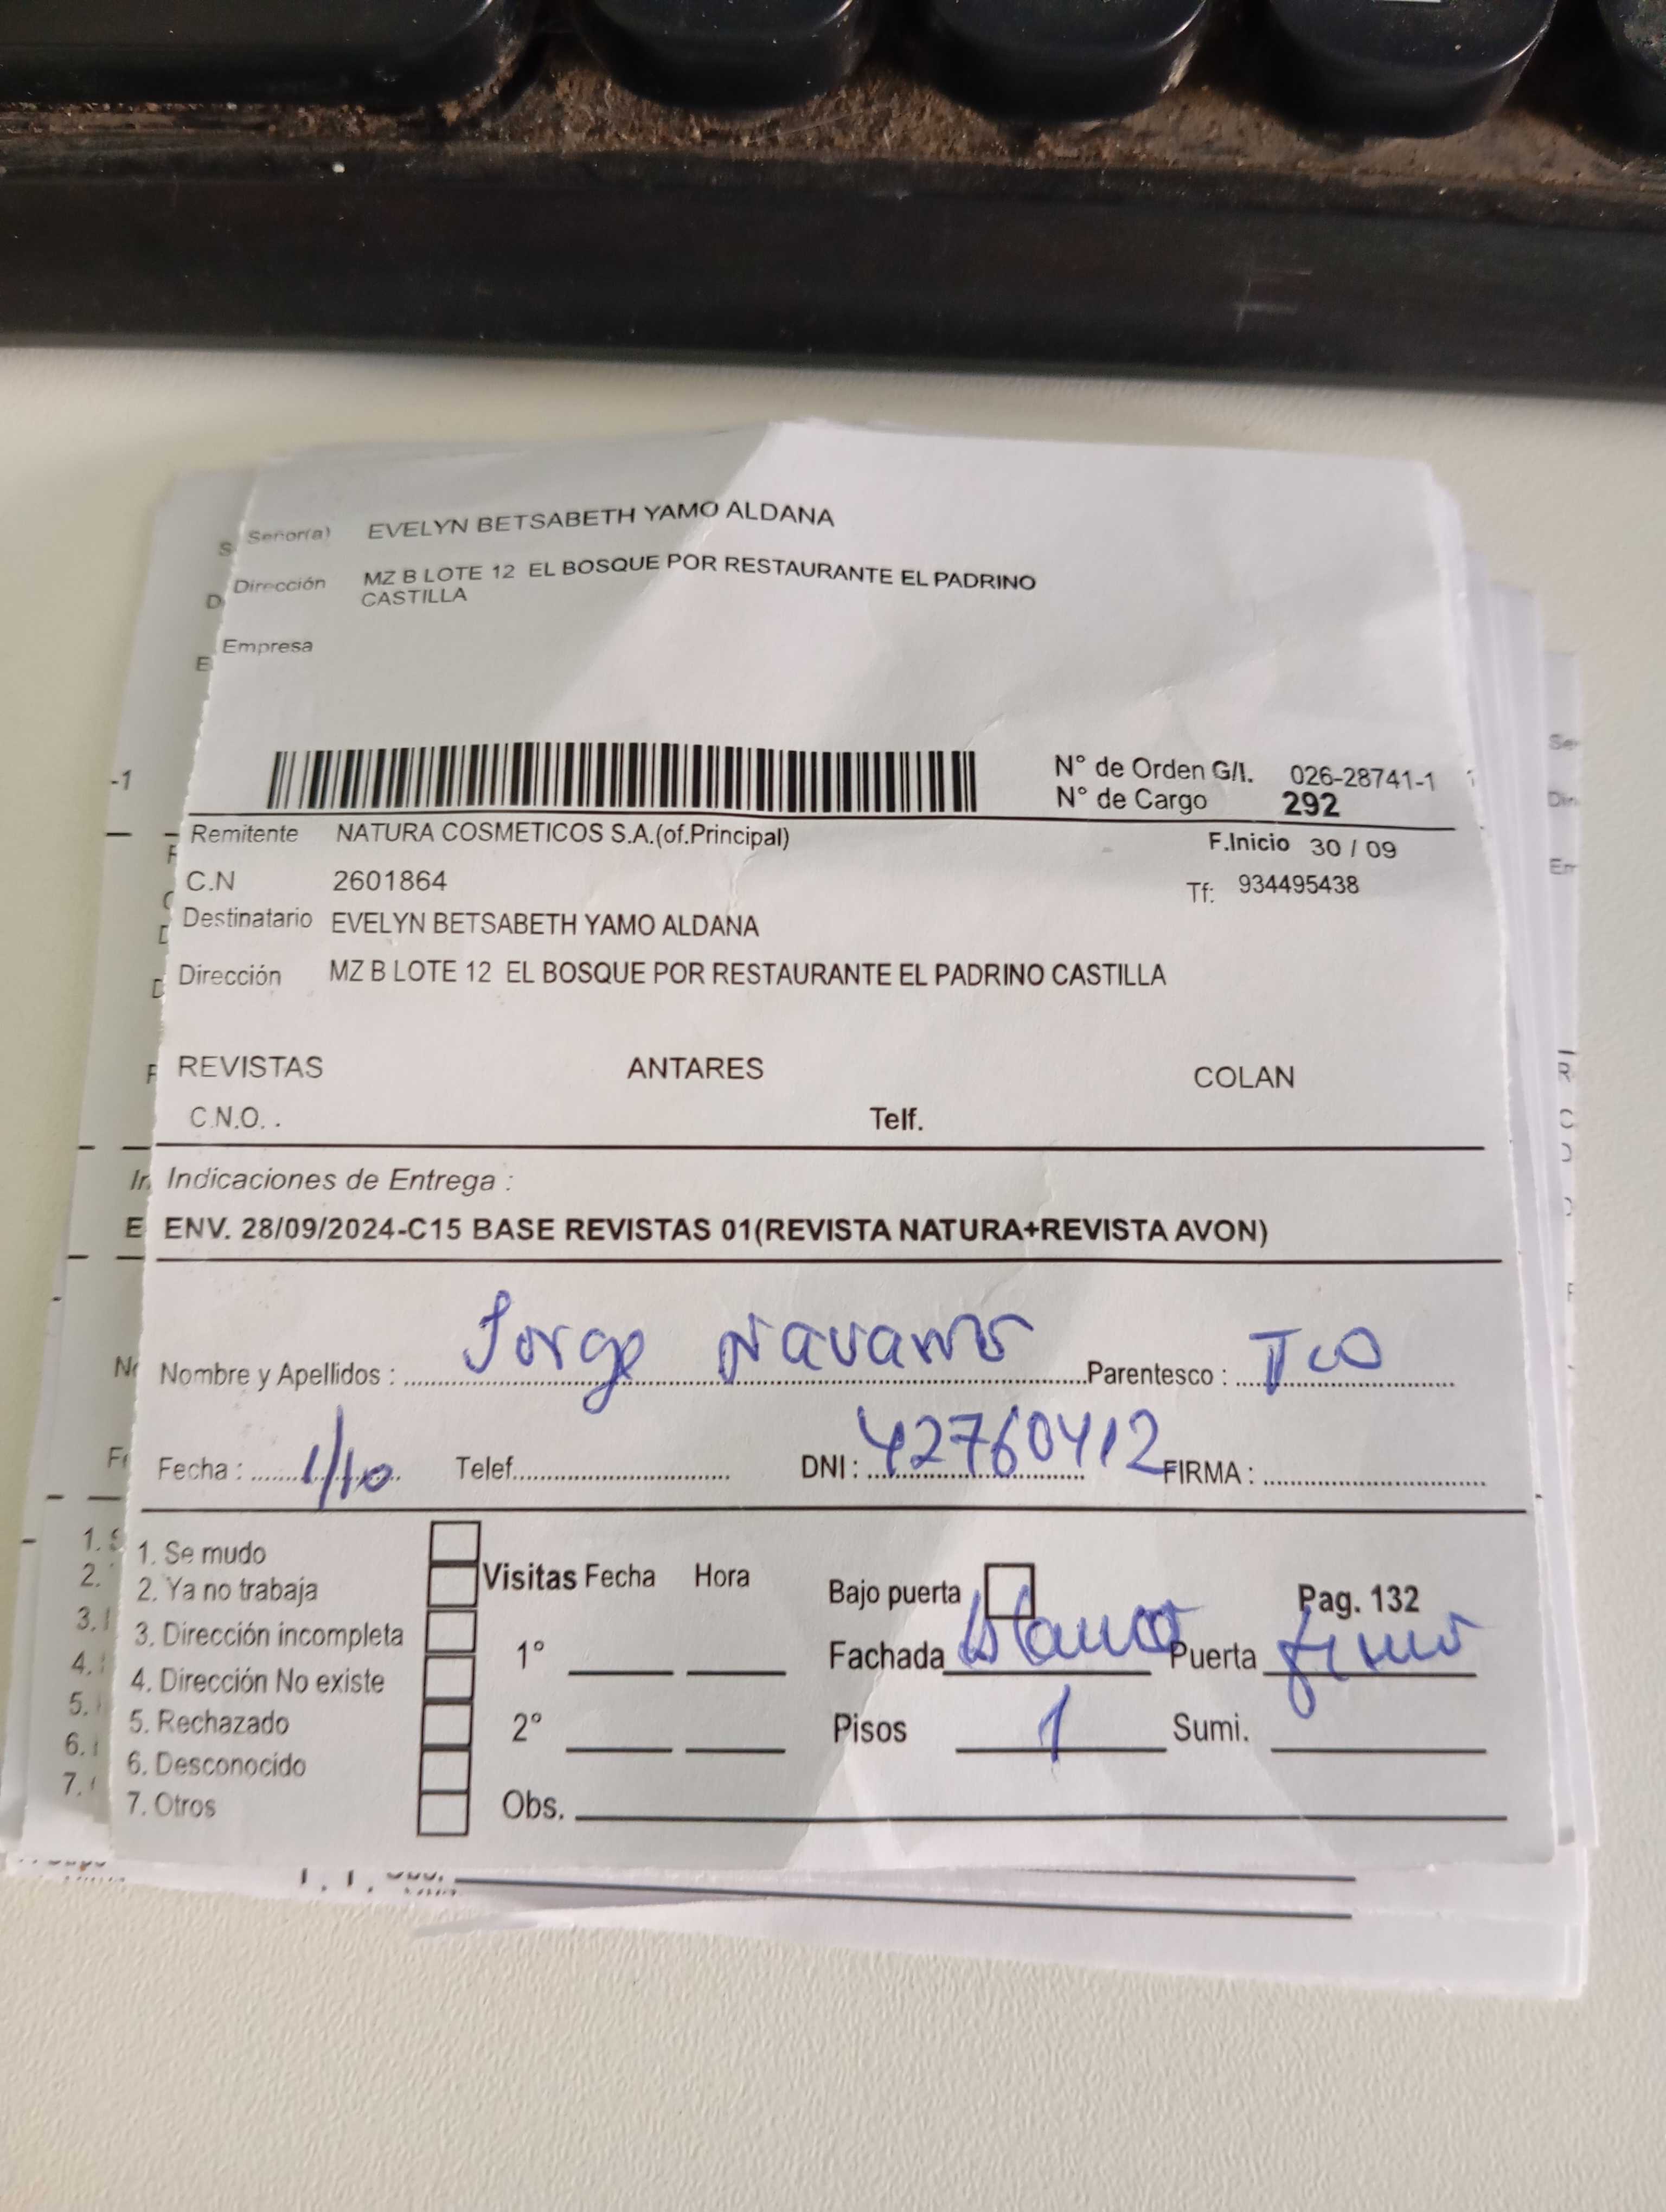 Señor(a) EVELYN BETSABETH YAMO ALDANA
Dirección MZ B LOTE 12 EL BOSQUE POR RESTAURANTE EL PADRINO
CASTILLA
Empresa
N° de Orden G/I. 026-28741-1
N° de Cargo 292
Remitente NATURA COSMETICOS S.A.(of.Principal) F.Inicio 30 / 09
C.N 2601864 Tf: 934495438
Destinatario EVELYN BETSABETH YAMO ALDANA
Dirección MZ B LOTE 12 EL BOSQUE POR RESTAURANTE EL PADRINO CASTILLA
REVISTAS ANTARES COLAN
C.N.O. . Telf.
Indicaciones de Entrega :
ENV. 28/09/2024-C15 BASE REVISTAS 01(REVISTA NATURA+REVISTA AVON)
Nombre y Apellidos : Jorge Navarro Parentesco :
Fecha : 1/10 Telef. DNI : 42760412 FIRMA :
1. Se mudo
2. Ya no trabaja
3. Dirección incompleta
4. Dirección No existe
5. Rechazado
6. Desconocido
7. Otros
Visitas Fecha Hora
1°
2°
Obs.
Bajo puerta Pag. 132
Fachada blanco Puerta
Pisos 1 Sumi.